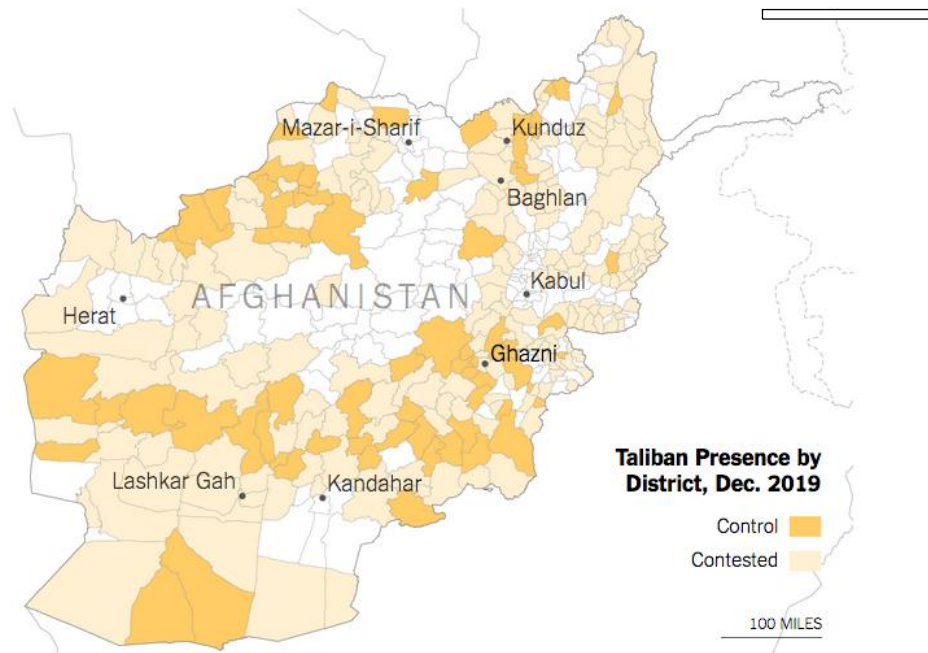 Mazar-i-Sharif
Kunduz
Baghlan
AFGHANISTAN
Kabul
Herat
Ghazni
Lashkar Gah
Kandahar
Taliban Presence by
District, Dec. 2019
Control
Contested
100 MILES